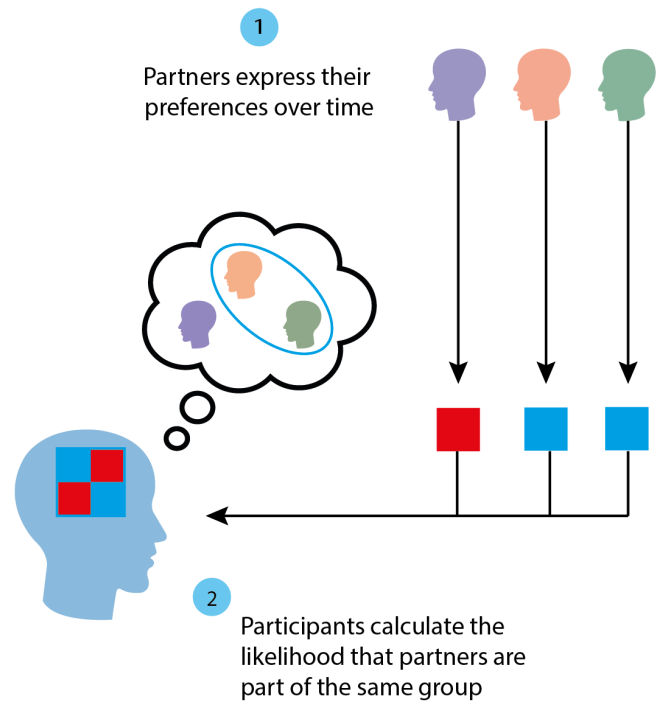 1
Partners express their
preferences over time
2
Participants calculate the
likelihood that partners are
part of the same group